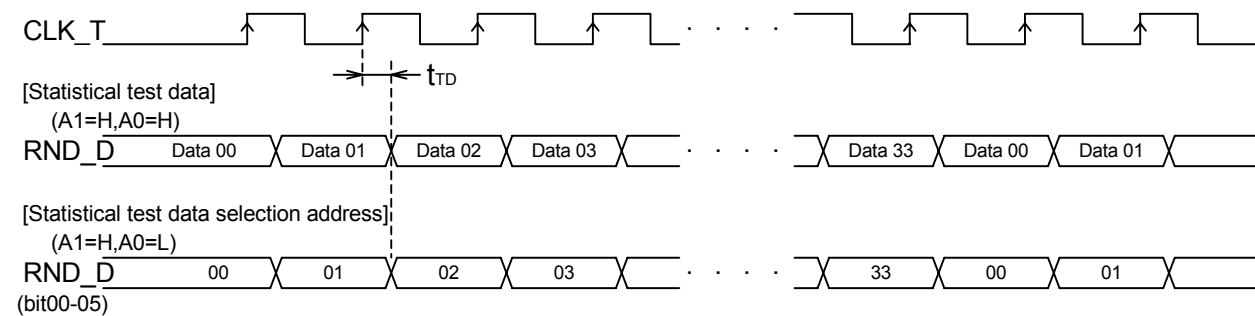 CLK_T . . . .
tTD
[Statistical test data]
(A1=H,A0=H)
RND_D Data 00 Data 01 Data 02 Data 03 . . . . Data 33 Data 00 Data 01
[Statistical test data selection address]
(A1=H,A0=L)
RND_D 00 01 02 03 . . . . 33 00 01
(bit00-05)